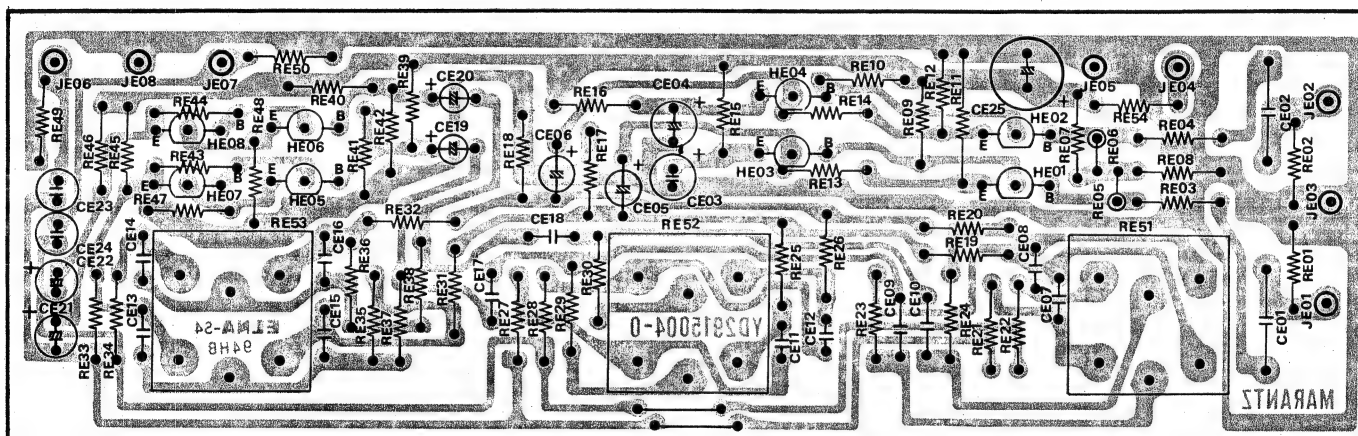 JE06 JE08 JE07 RE50 RE39 CE20 CE04 HE04 RE10 RE12 RE11 JE05 JE04
RE49 RE44 RE48 RE40 RE42 RE16 RE15 E B RE14 RE09 CE25 HE02 RE07 RE54 CE02 JE02
RE46 RE45 E B HE08 E B HE06 RE41 CE19 RE18 CE06 RE17 E B RE06 RE04 RE02
RE43 E B HE07 E B HE05 CE05 CE03 HE03 RE13 HE01 RE05 RE08 RE03 JE03
CE23 RE47 RE53 RE32 CE18 RE52 RE20 RE51
CE24 CE22 CE14 CE16 RE36 RE38 RE31 CE17 RE30 RE25 RE26 RE19 CE08 RE01
CE21 CE13 CE15 RE35 RE37 RE27 RE28 RE29 CE11 CE12 RE23 CE09 CE10 RE24 RE21 RE22 CE07 CE01 JE01
RE33 RE34
ELNA-S4
94HB
YD2915004-0
MARANTZ